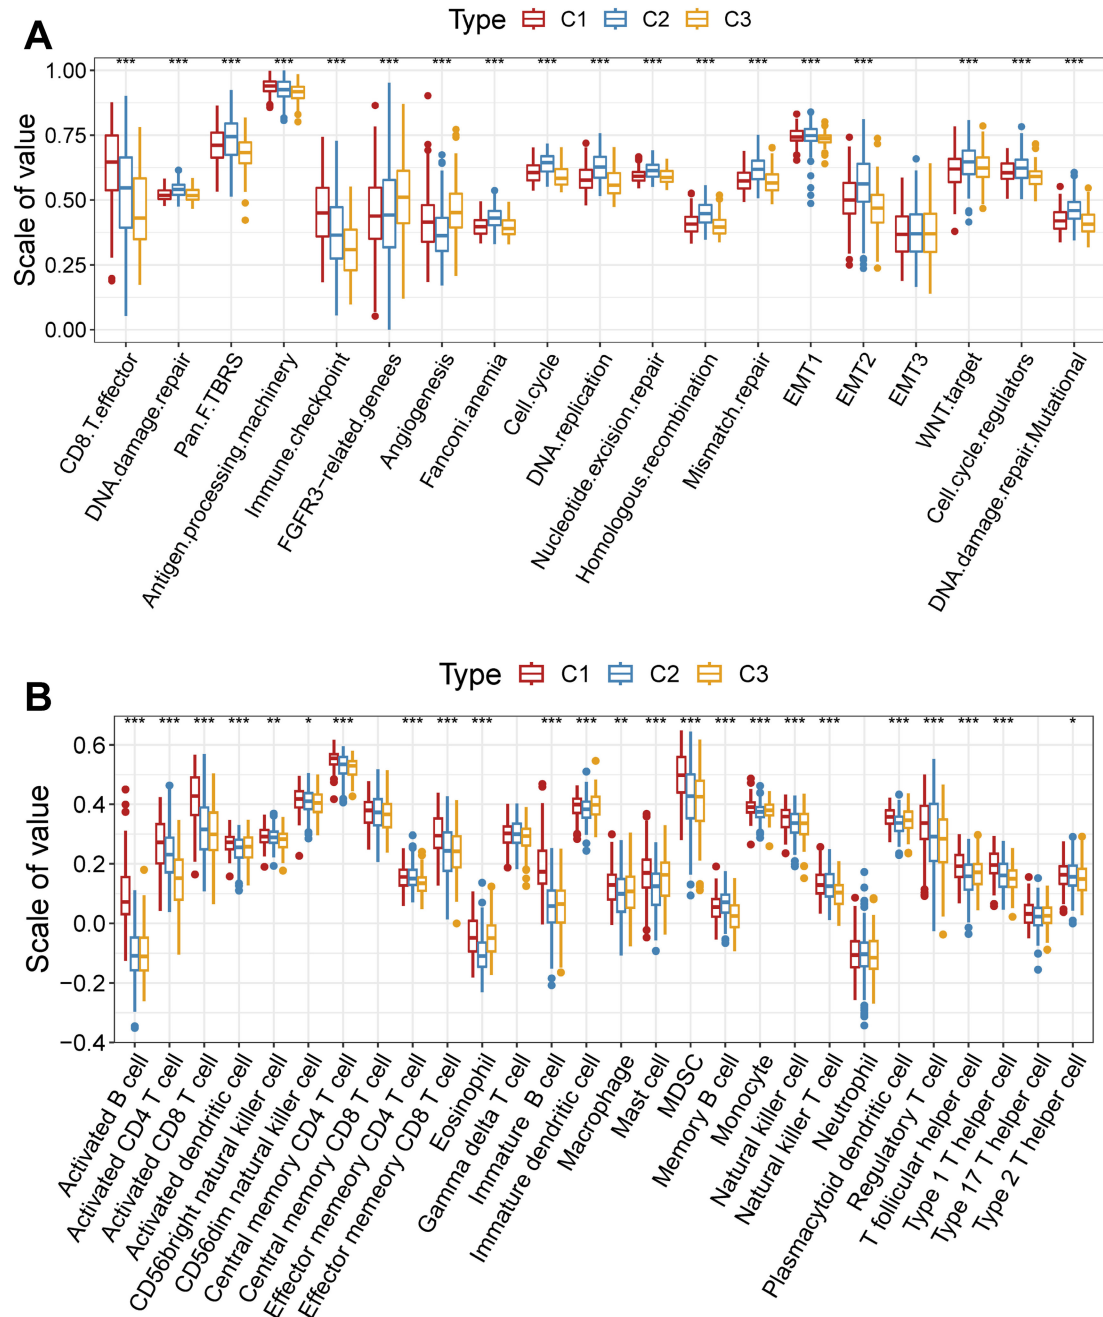 A
Type C1 C2 C3
*** *** *** *** *** *** *** *** *** *** *** *** *** *** *** *** *** ***
Scale of value
1.00
0.75
0.50
0.25
0.00
CD8.T.effector
DNA.damage.repair
Pan.F.TBRS
Antigen.processing.machinery
Immune.checkpoint
FGFR3−related.genees
Angiogenesis
Fanconi.anemia
Cell.cycle
DNA.replication
Nucleotide.excision.repair
Homologous.recombination
Mismatch.repair
EMT1
EMT2
EMT3
WNT.target
Cell.cycle.regulators
DNA.damage.repair.Mutational
B
Type C1 C2 C3
*** *** *** *** ** * *** *** *** *** *** *** ** *** *** *** *** *** *** *** *** *** *** *
Scale of value
0.6
0.4
0.2
0.0
−0.2
−0.4
Activated B cell
Activated CD4 T cell
Activated CD8 T cell
Activated dendritic cell
CD56bright natural killer cell
CD56dim natural killer cell
Central memory CD4 T cell
Central memory CD8 T cell
Effector memeory CD4 T cell
Effector memeory CD8 T cell
Eosinophil
Gamma delta T cell
Immature B cell
Immature dendritic cell
Macrophage
Mast cell
MDSC
Memory B cell
Monocyte
Natural killer cell
Natural killer T cell
Neutrophil
Plasmacytoid dendritic cell
Regulatory T cell
T follicular helper cell
Type 1 T helper cell
Type 17 T helper cell
Type 2 T helper cell